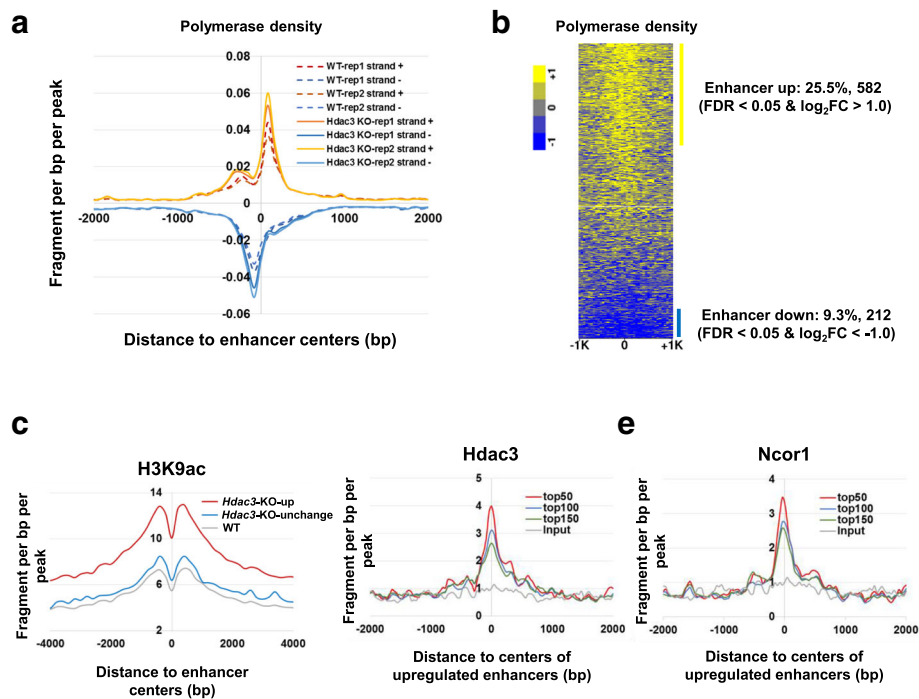 a
Polymerase density
0.08
0.06
0.04
0.02
0
-0.02
-0.04
-0.06
-2000
-1000
0
1000
2000
WT-rep1 strand +
WT-rep1 strand -
WT-rep2 strand +
WT-rep2 strand -
Hdac3 KO-rep1 strand +
Hdac3 KO-rep1 strand -
Hdac3 KO-rep2 strand +
Hdac3 KO-rep2 strand -
Fragment per bp per peak
Distance to enhancer centers (bp)
b
Polymerase density
+1
0
-1
-1K
0
+1K
Enhancer up: 25.5%, 582
(FDR < 0.05 & log₂FC > 1.0)
Enhancer down: 9.3%, 212
(FDR < 0.05 & log₂FC < -1.0)
c
H3K9ac
14
10
6
2
-4000
-2000
0
2000
4000
Hdac3-KO-up
Hdac3-KO-unchange
WT
Fragment per bp per
peak
Distance to enhancer
centers (bp)
Hdac3
5
4
3
2
1
0
-2000
-1000
0
1000
2000
top50
top100
top150
Input
Fragment per bp per
peak
Distance to centers of
upregulated enhancers (bp)
e
Ncor1
4
3
2
1
0
-2000
-1000
0
1000
2000
top50
top100
top150
Input
Fragment per bp per
peak
Distance to centers of
upregulated enhancers (bp)